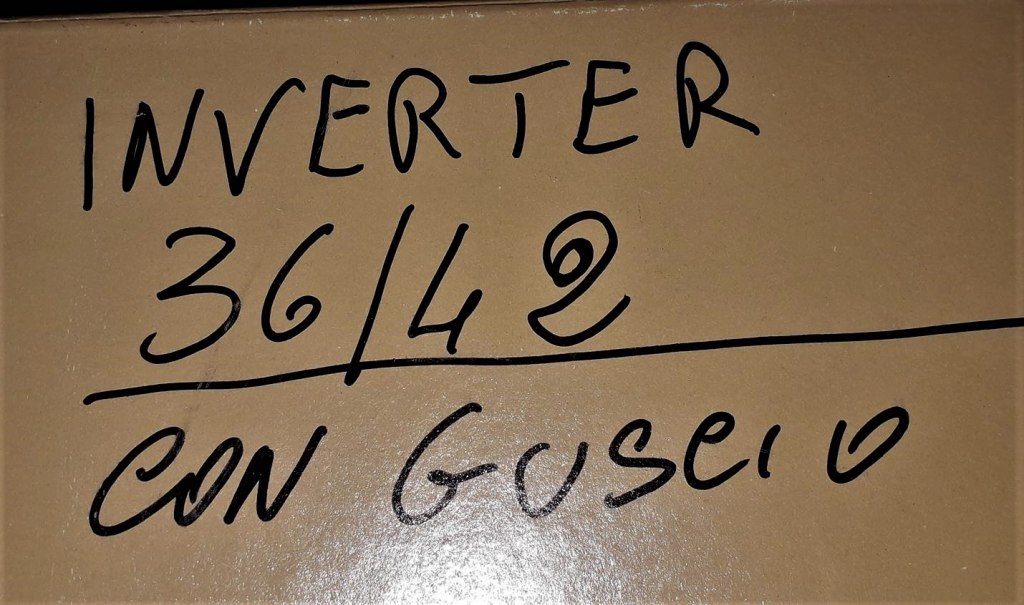 INVERTER
36/42
CON GUSCIO